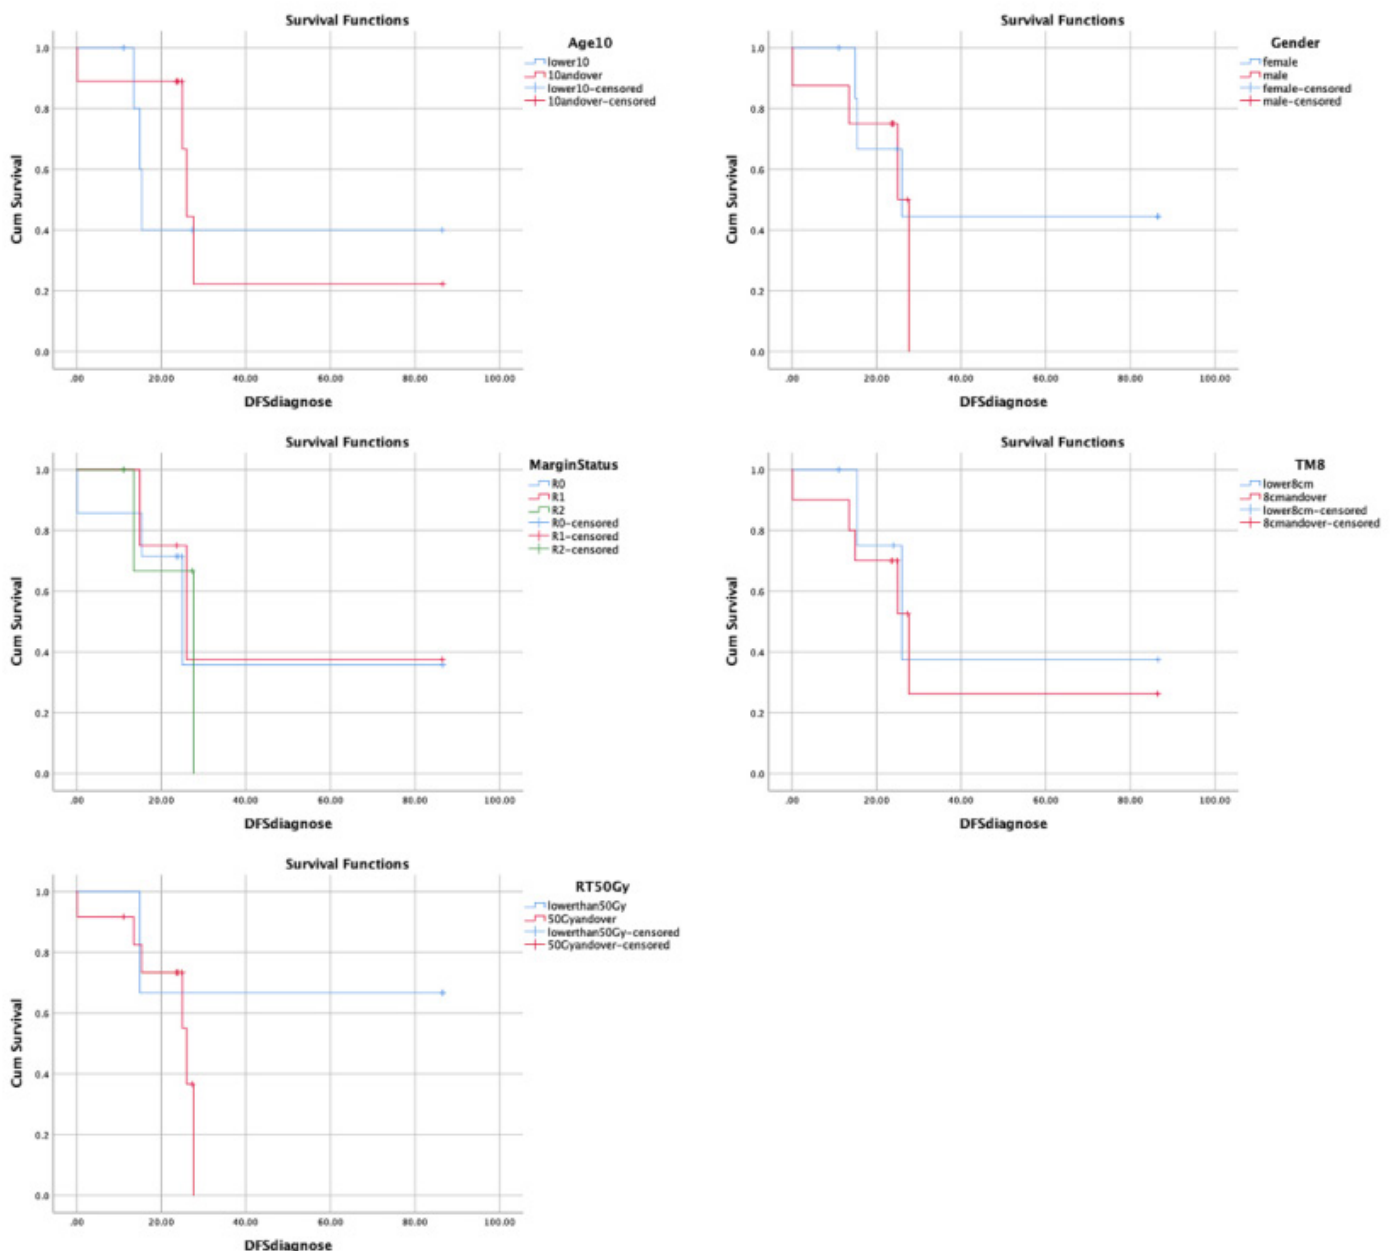 Survival Functions
Age10
lower10
10andover
lower10-censored
10andover-censored
1.0
0.8
0.6
0.4
0.2
0.0
Cum Survival
.00 20.00 40.00 60.00 80.00 100.00
DFSdiagnose
Survival Functions
Gender
female
male
female-censored
male-censored
1.0
0.8
0.6
0.4
0.2
0.0
Cum Survival
.00 20.00 40.00 60.00 80.00 100.00
DFSdiagnose
Survival Functions
MarginStatus
R0
R1
R2
R0-censored
R1-censored
R2-censored
1.0
0.8
0.6
0.4
0.2
0.0
Cum Survival
.00 20.00 40.00 60.00 80.00 100.00
DFSdiagnose
Survival Functions
TM8
lower8cm
8cmandover
lower8cm-censored
8cmandover-censored
1.0
0.8
0.6
0.4
0.2
0.0
Cum Survival
.00 20.00 40.00 60.00 80.00 100.00
DFSdiagnose
Survival Functions
RT50Gy
lowerthan50Gy
50Gyandover
lowerthan50Gy-censored
50Gyandover-censored
1.0
0.8
0.6
0.4
0.2
0.0
Cum Survival
.00 20.00 40.00 60.00 80.00 100.00
DFSdiagnose